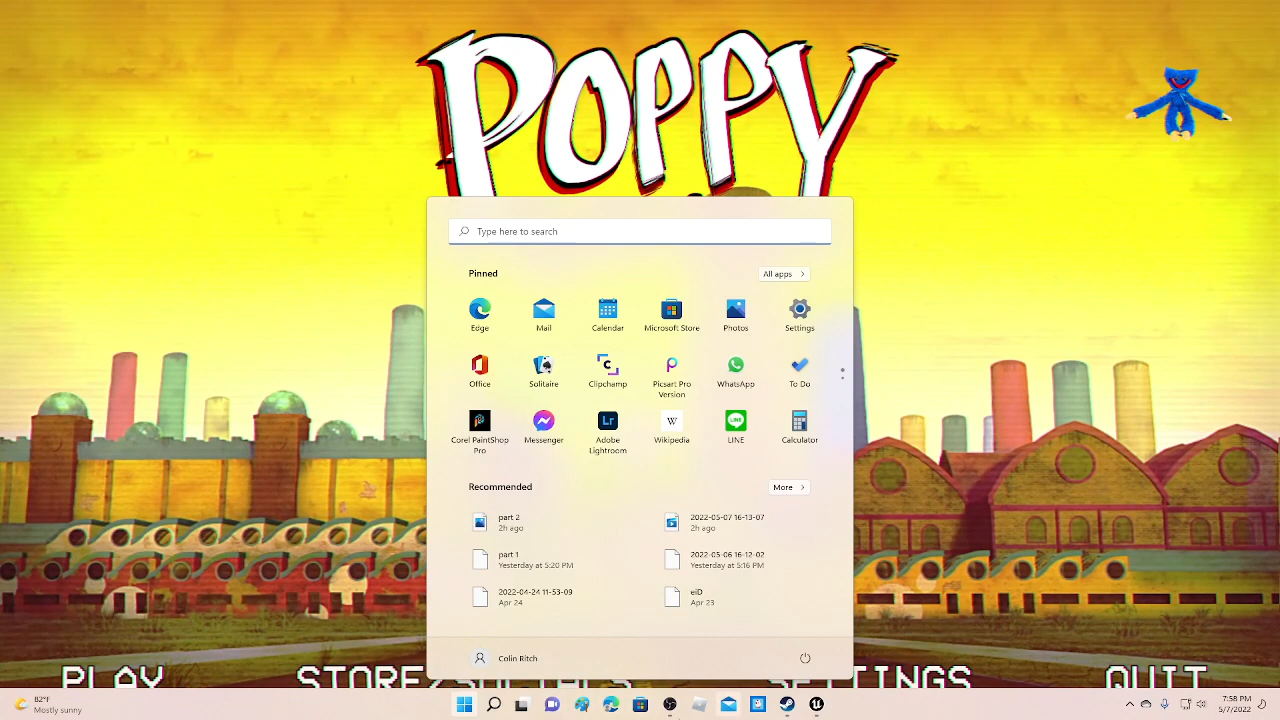 POPPY
Type here to search
Pinned
All apps
Edge
Mail
Calendar
Microsoft Store
Photos
Settings
Office
Solitaire
Clipchamp
Picsart Pro
Version
WhatsApp
To Do
Corel PaintShop
Pro
Messenger
Adobe
Lightroom
Wikipedia
LINE
Calculator
Recommended
More
part 2
2h ago
2022-05-07 16-13-07
2h ago
part 1
Yesterday at 5:20 PM
2022-05-06 16-12-02
Yesterday at 5:16 PM
2022-04-24 11-53-09
Apr 24
eiD
Apr 23
Colin Ritch
PLAY
STORE/SOCIALS
SETTINGS
QUIT
82°F
Mostly sunny
7:58 PM
5/7/2022